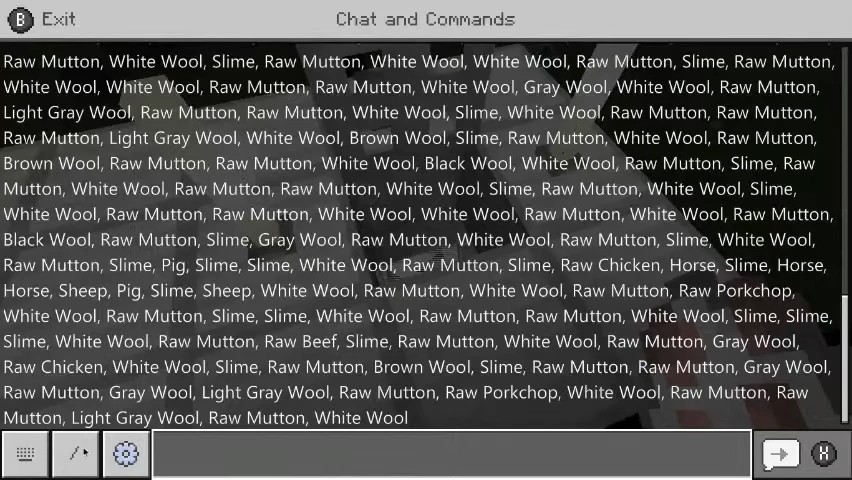 B Exit
Chat and Commands
Raw Mutton, White Wool, Slime, Raw Mutton, White Wool, White Wool, Raw Mutton, Slime, Raw Mutton,
White Wool, White Wool, Raw Mutton, Raw Mutton, White Wool, Gray Wool, White Wool, Raw Mutton,
Light Gray Wool, Raw Mutton, Raw Mutton, White Wool, Slime, White Wool, Raw Mutton, Raw Mutton,
Raw Mutton, Light Gray Wool, White Wool, Brown Wool, Slime, Raw Mutton, White Wool, Raw Mutton,
Brown Wool, Raw Mutton, Raw Mutton, White Wool, Black Wool, White Wool, Raw Mutton, Slime, Raw
Mutton, White Wool, Raw Mutton, Raw Mutton, White Wool, Slime, Raw Mutton, White Wool, Slime,
White Wool, Raw Mutton, Raw Mutton, White Wool, White Wool, Raw Mutton, White Wool, Raw Mutton,
Black Wool, Raw Mutton, Slime, Gray Wool, Raw Mutton, White Wool, Raw Mutton, Slime, White Wool,
Raw Mutton, Slime, Pig, Slime, Slime, White Wool, Raw Mutton, Slime, Raw Chicken, Horse, Slime, Horse,
Horse, Sheep, Pig, Slime, Sheep, White Wool, Raw Mutton, White Wool, Raw Mutton, Raw Porkchop,
White Wool, Raw Mutton, Slime, Slime, White Wool, Raw Mutton, Raw Mutton, White Wool, Slime, Slime,
Slime, White Wool, Raw Mutton, Raw Beef, Slime, Raw Mutton, White Wool, Raw Mutton, Gray Wool,
Raw Chicken, White Wool, Slime, Raw Mutton, Brown Wool, Slime, Raw Mutton, Raw Mutton, Gray Wool,
Raw Mutton, Gray Wool, Light Gray Wool, Raw Mutton, Raw Porkchop, White Wool, Raw Mutton, Raw
Mutton, Light Gray Wool, Raw Mutton, White Wool
/
X